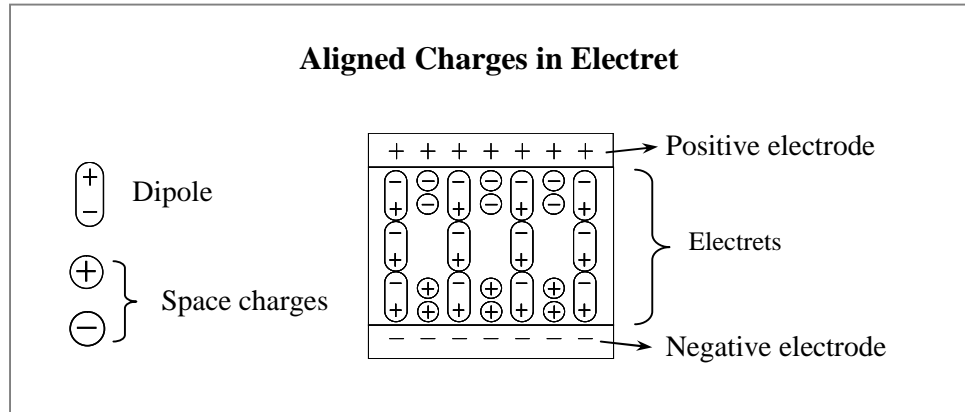 Aligned Charges in Electret
+ + + + + + + Positive electrode
+ − Dipole
− − − − − − − − − −
− − −
+ + + +
Electrets
− − − −
+ + + +
+ Space charges
−
− − − −
+ + +
+ + + + + + +
− − − − − − − Negative electrode